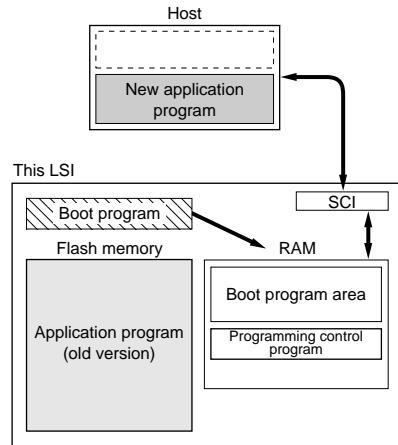 Host
New application
program
This LSI
SCI
Boot program
Flash memory
RAM
Boot program area
Application program
(old version)
Programming control
program